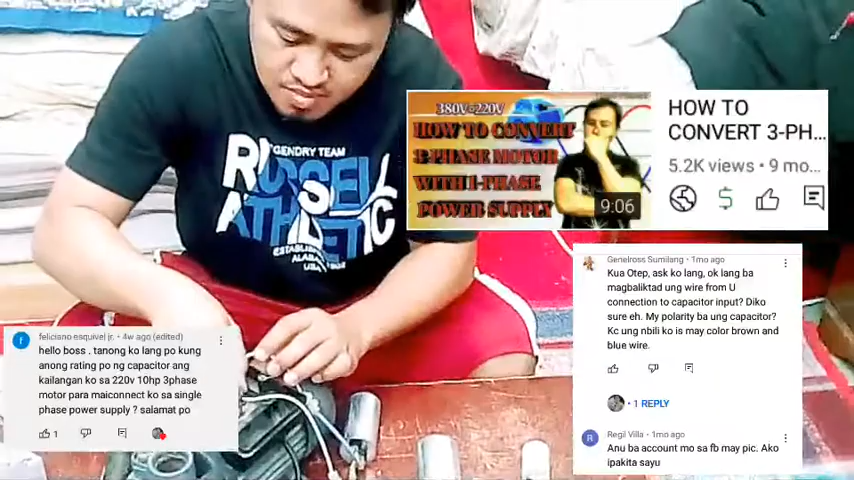 LEGENDRY TEAM
RUSSELL
ATHLETIC
ESTABLISHED
ALABAMA
USA
380V 220V
HOW TO CONVERT
3-PHASE MOTOR
WITH 1-PHASE
POWER SUPPLY
9:06
HOW TO
CONVERT 3-PH...
5.2K views • 9 mo...
Genelross Sumilang • 1mo ago
Kua Otep, ask ko lang, ok lang ba
magbaliktad ung wire from U
connection to capacitor input? Diko
sure eh. My polarity ba ung capacitor?
Kc ung nbili ko is may color brown and
blue wire.
• 1 REPLY
R
Regil Villa • 1mo ago
Anu ba account mo sa fb may pic. Ako
ipakita sayu
f
feliciano esquivel jr. • 4w ago (edited)
hello boss . tanong ko lang po kung
anong rating po ng capacitor ang
kailangan ko sa 220v 10hp 3phase
motor para maiconnect ko sa single
phase power supply ? salamat po
1